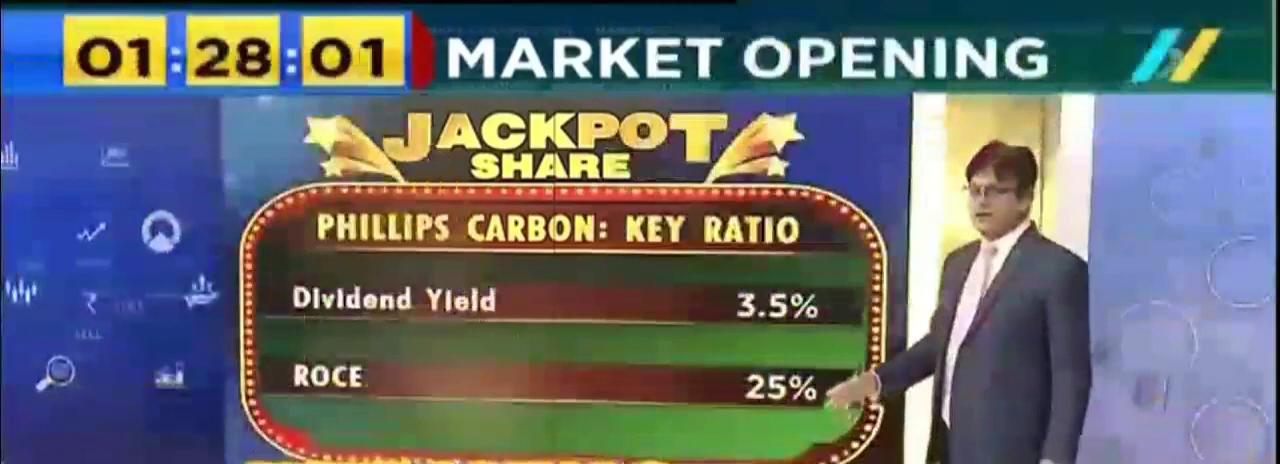 01:28:01 MARKET OPENING
JACKPOT
SHARE
PHILLIPS CARBON: KEY RATIO
Dividend Yield 3.5%
ROCE 25%